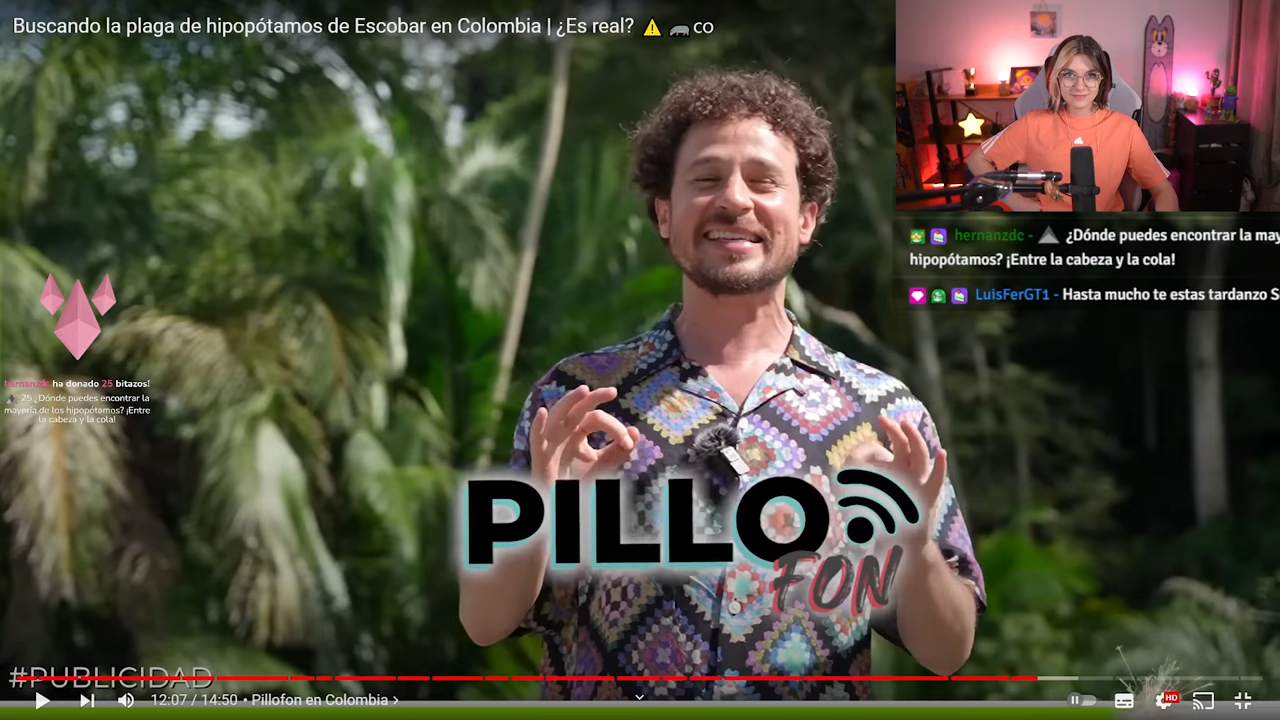 Buscando la plaga de hipopótamos de Escobar en Colombia | ¿Es real? ⚠️ 🦛 CO
hernanzdc - ¿Dónde puedes encontrar la may
hipopótamos? ¡Entre la cabeza y la cola!
LuisFerGT1 - Hasta mucho te estas tardanzo S
hernanzdc ha donado 25 bitazos!
25 ¿Dónde puedes encontrar la
mayoría de los hipopótamos? ¡Entre
la cabeza y la cola!
PILLO
FON
#PUBLICIDAD
12:07 / 14:50 • Pillofon en Colombia >
HD